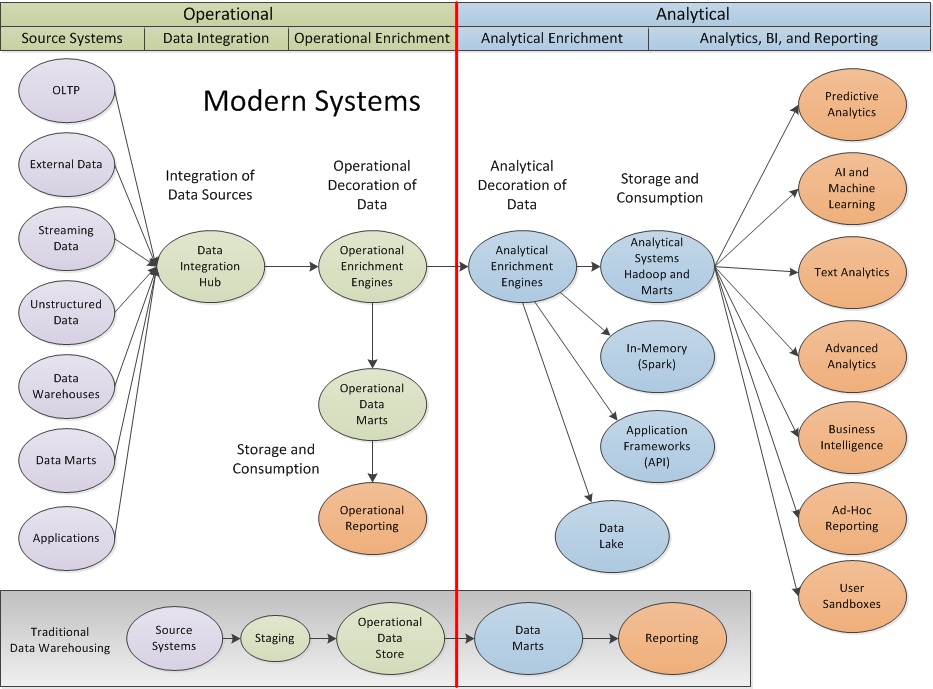 Operational
Analytical
Source Systems
Data Integration
Operational Enrichment
Analytical Enrichment
Analytics, BI, and Reporting
Modern Systems
OLTP
External Data
Streaming
Data
Unstructured
Data
Data
Warehouses
Data Marts
Applications
Integration of
Data Sources
Data
Integration
Hub
Operational
Decoration of
Data
Operational
Enrichment
Engines
Operational
Data
Marts
Storage and
Consumption
Operational
Reporting
Analytical
Decoration of
Data
Analytical
Enrichment
Engines
Storage and
Consumption
Analytical
Systems
Hadoop and
Marts
In-Memory
(Spark)
Application
Frameworks
(API)
Data
Lake
Predictive
Analytics
AI and
Machine
Learning
Text Analytics
Advanced
Analytics
Business
Intelligence
Ad-Hoc
Reporting
User
Sandboxes
Traditional
Data Warehousing
Source
Systems
Staging
Operational
Data
Store
Data
Marts
Reporting